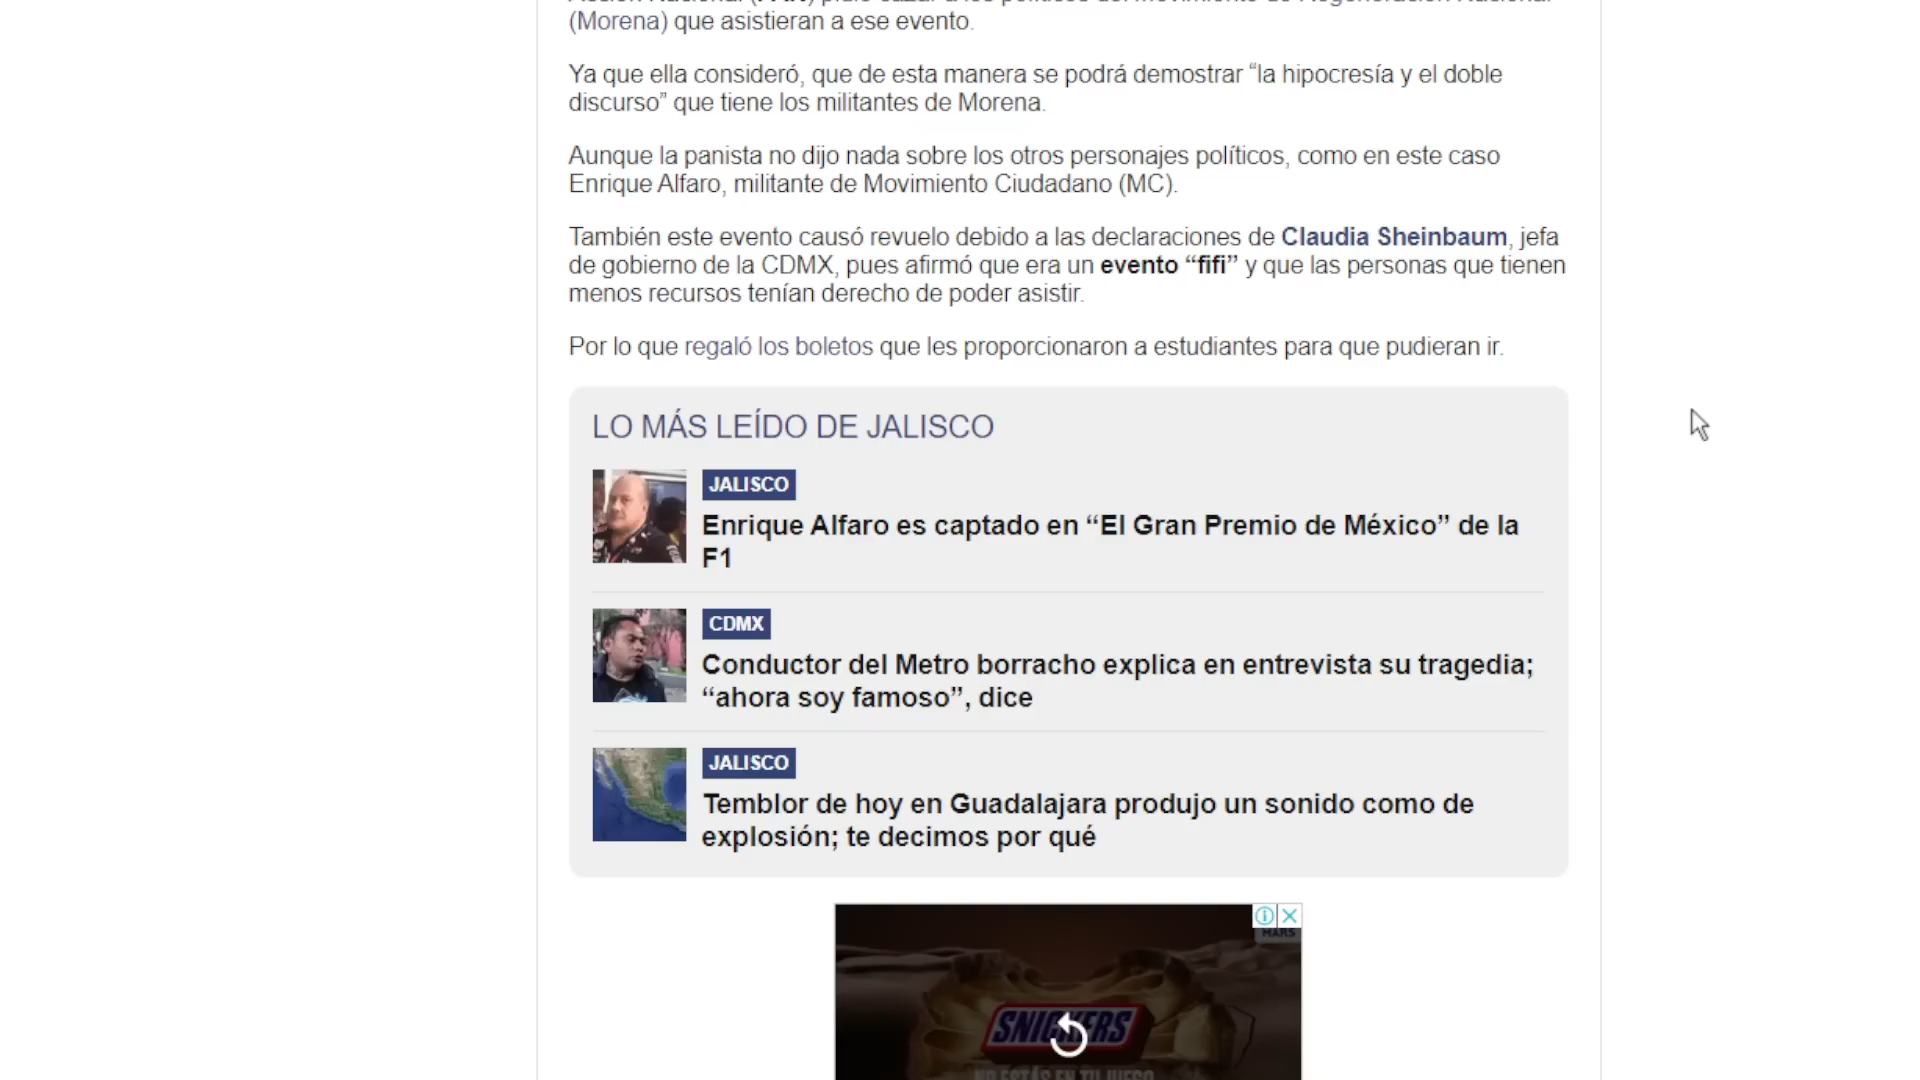 (Morena) que asistieran a ese evento.
Ya que ella consideró, que de esta manera se podrá demostrar “la hipocresía y el doble
discurso” que tiene los militantes de Morena.
Aunque la panista no dijo nada sobre los otros personajes políticos, como en este caso
Enrique Alfaro, militante de Movimiento Ciudadano (MC).
También este evento causó revuelo debido a las declaraciones de Claudia Sheinbaum, jefa
de gobierno de la CDMX, pues afirmó que era un evento “fifi” y que las personas que tienen
menos recursos tenían derecho de poder asistir.
Por lo que regaló los boletos que les proporcionaron a estudiantes para que pudieran ir.
LO MÁS LEÍDO DE JALISCO
JALISCO
Enrique Alfaro es captado en “El Gran Premio de México” de la
F1
CDMX
Conductor del Metro borracho explica en entrevista su tragedia;
“ahora soy famoso”, dice
JALISCO
Temblor de hoy en Guadalajara produjo un sonido como de
explosión; te decimos por qué
MARS
SNICKERS
NO ESTÁS EN TU JUEGO